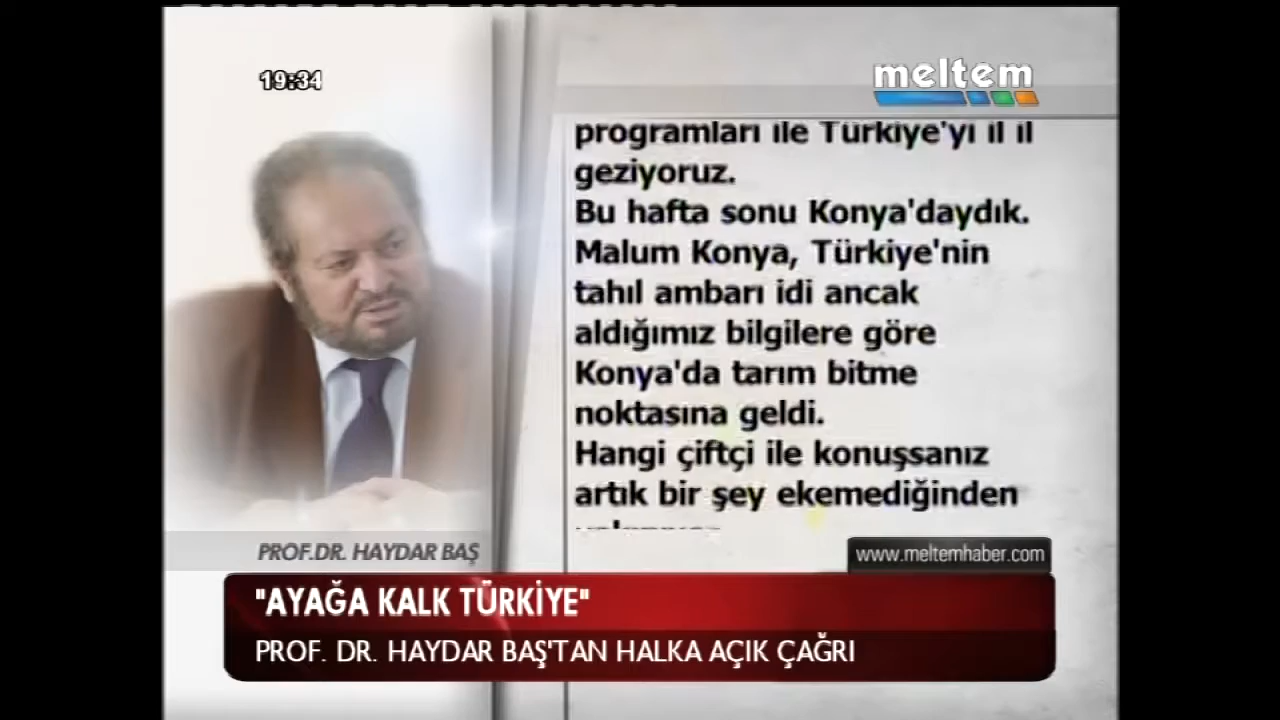 19:34
meltem
programları ile Türkiye'yi il il
geziyoruz.
Bu hafta sonu Konya'daydık.
Malum Konya, Türkiye'nin
tahıl ambarı idi ancak
aldığımız bilgilere göre
Konya'da tarım bitme
noktasına geldi.
Hangi çiftçi ile konuşsanız
artık bir şey ekemediğinden
PROF.DR. HAYDAR BAŞ
www.meltemhaber.com
"AYAĞA KALK TÜRKİYE"
PROF. DR. HAYDAR BAŞ'TAN HALKA AÇIK ÇAĞRI